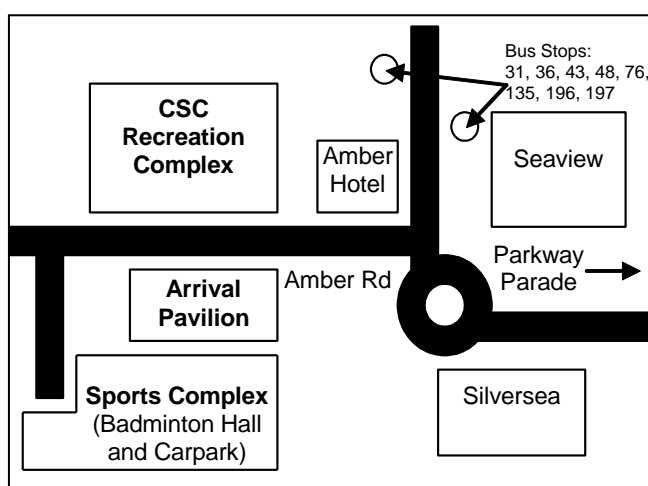 Bus Stops:
31, 36, 43, 48, 76,
135, 196, 197
CSC
Recreation
Complex
Amber
Hotel
Seaview
Amber Rd
Parkway
Parade
Arrival
Pavilion
Sports Complex
(Badminton Hall
and Carpark)
Silversea